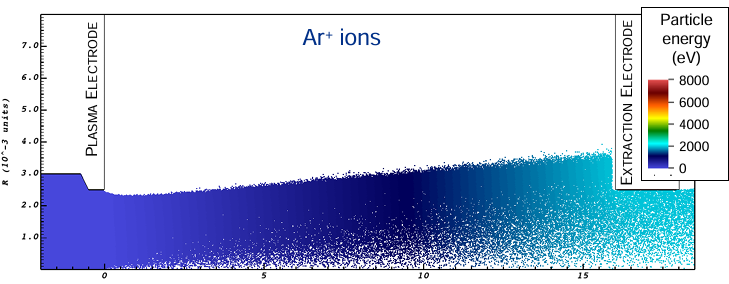 Ar+ ions
Particle
energy
(eV)
8000
6000
4000
2000
0
PLASMA ELECTRODE
EXTRACTION ELECTRODE
R (10^-3 units)
7.0
6.0
5.0
4.0
3.0
2.0
1.0
0
5
10
15